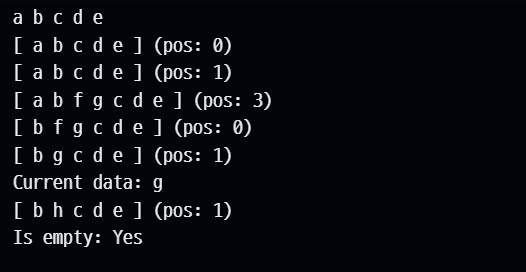 a b c d e
[ a b c d e ] (pos: 0)
[ a b c d e ] (pos: 1)
[ a b f g c d e ] (pos: 3)
[ b f g c d e ] (pos: 0)
[ b g c d e ] (pos: 1)
Current data: g
[ b h c d e ] (pos: 1)
Is empty: Yes